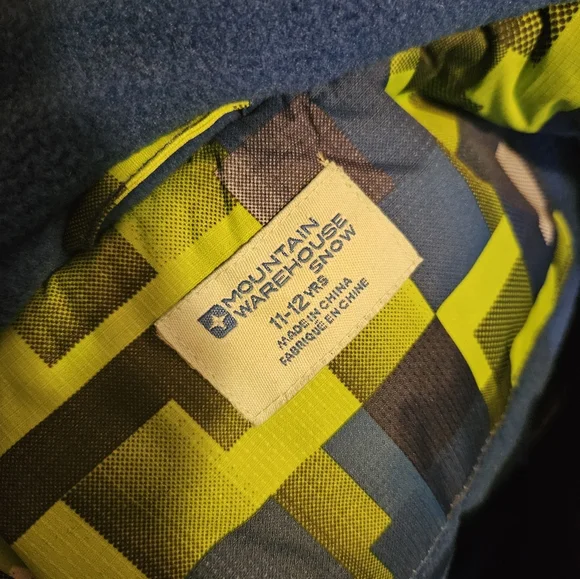 MOUNTAIN
WAREHOUSE
SNOW
11-12 YRS
MADE IN CHINA
FABRIQUÉ EN CHINE